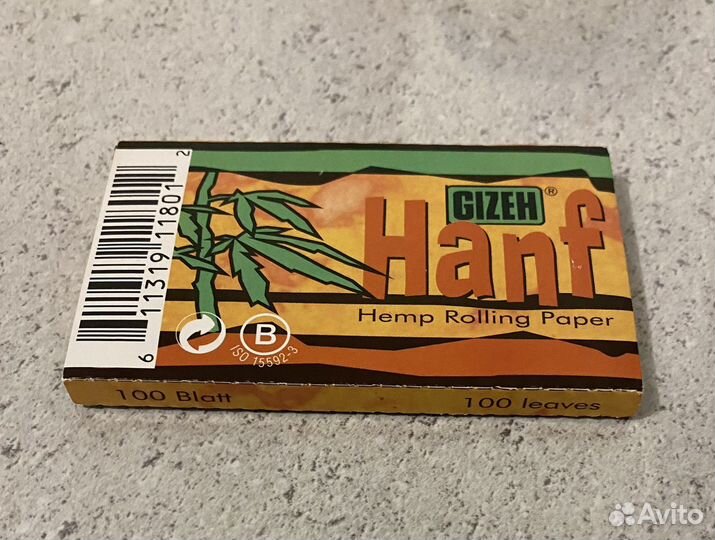 GIZEH®
Hanf
Hemp Rolling Paper
B
ISO 15592-3
6 11319 11801 2
100 Blatt
100 leaves
Avito